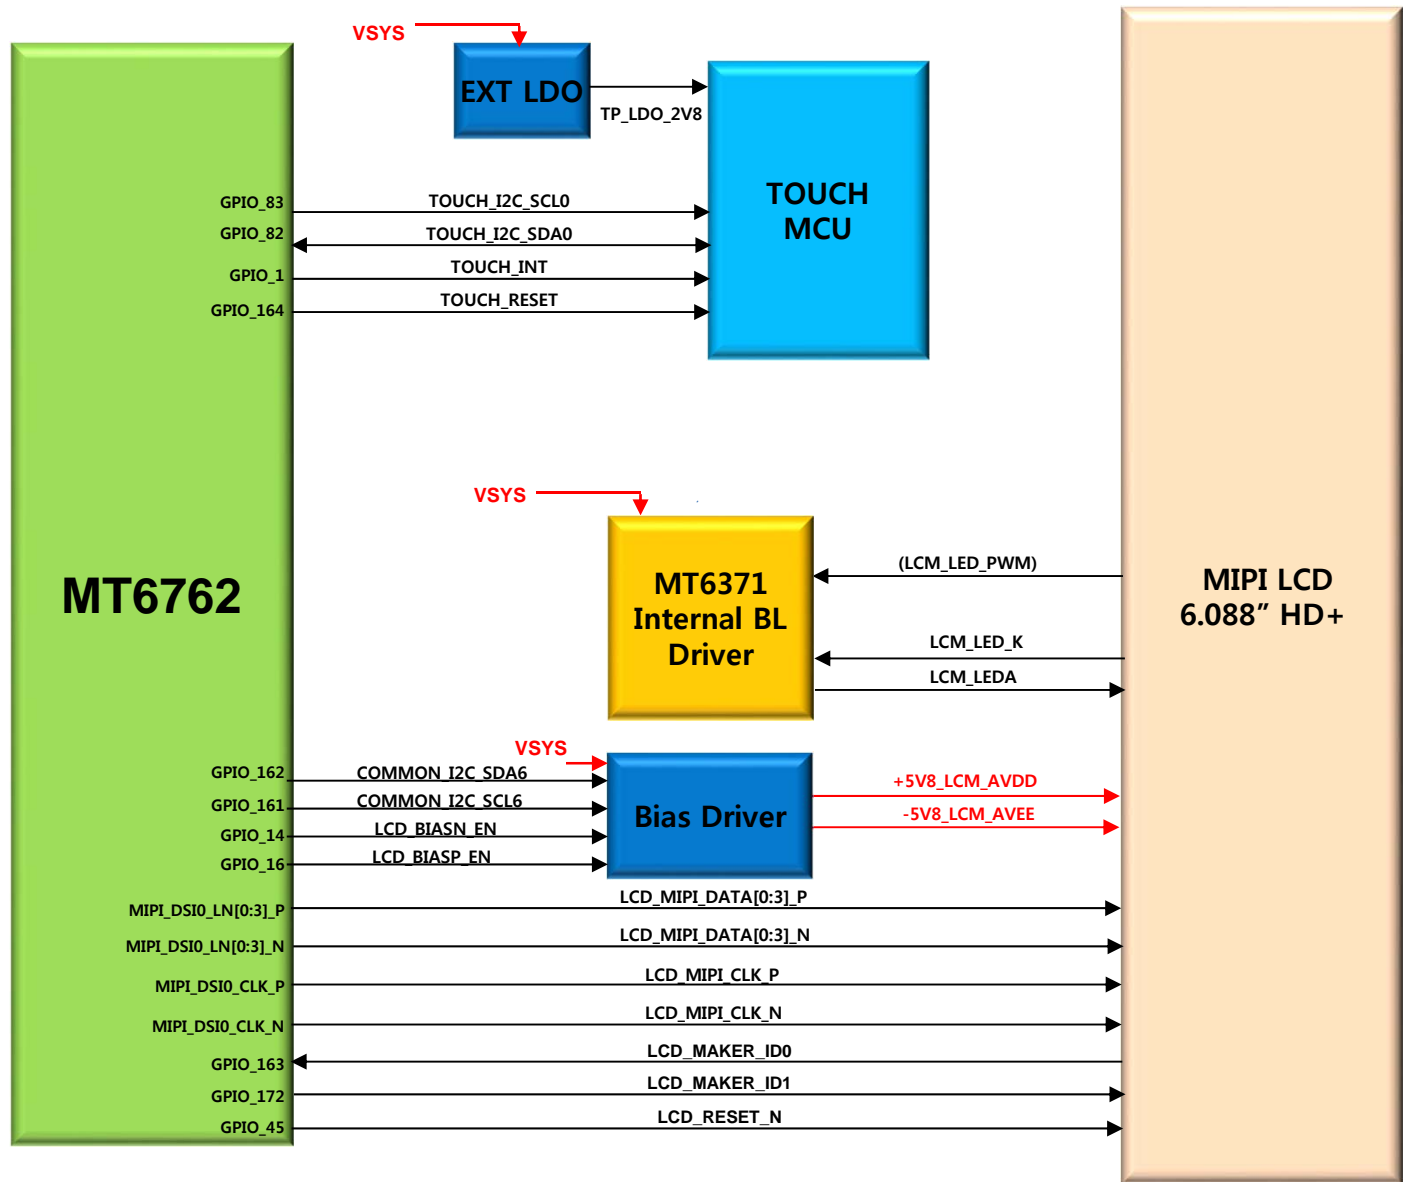 VSYS
EXT LDO
TP_LDO_2V8
TOUCH
MCU
GPIO_83
TOUCH_I2C_SCL0
GPIO_82
TOUCH_I2C_SDA0
GPIO_1
TOUCH_INT
GPIO_164
TOUCH_RESET
MT6762
VSYS
MT6371
Internal BL
Driver
(LCM_LED_PWM)
LCM_LED_K
LCM_LEDA
MIPI LCD
6.088” HD+
VSYS
GPIO_162
COMMON_I2C_SDA6
GPIO_161
COMMON_I2C_SCL6
GPIO_14
LCD_BIASN_EN
GPIO_16
LCD_BIASP_EN
Bias Driver
+5V8_LCM_AVDD
-5V8_LCM_AVEE
MIPI_DSI0_LN[0:3]_P
LCD_MIPI_DATA[0:3]_P
MIPI_DSI0_LN[0:3]_N
LCD_MIPI_DATA[0:3]_N
MIPI_DSI0_CLK_P
LCD_MIPI_CLK_P
MIPI_DSI0_CLK_N
LCD_MIPI_CLK_N
GPIO_163
LCD_MAKER_ID0
GPIO_172
LCD_MAKER_ID1
GPIO_45
LCD_RESET_N